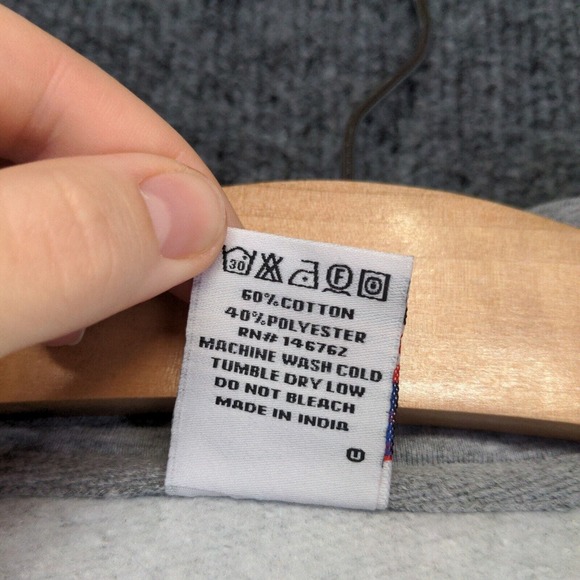 30 F
60% COTTON
40% POLYESTER
RN# 146762
MACHINE WASH COLD
TUMBLE DRY LOW
DO NOT BLEACH
MADE IN INDIA
U